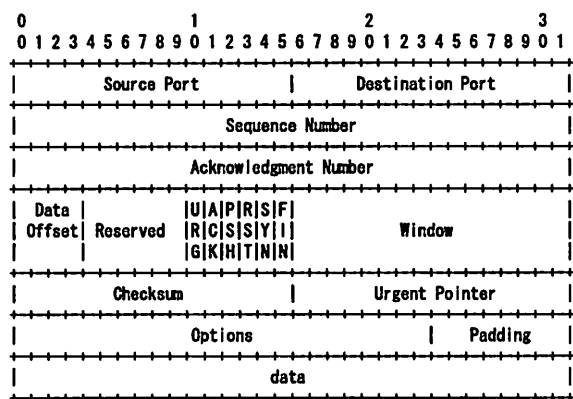 0 1 2 3
0 1 2 3 4 5 6 7 8 9 0 1 2 3 4 5 6 7 8 9 0 1 2 3 4 5 6 7 8 9 0 1
Source Port | Destination Port
Sequence Number
Acknowledgment Number
Data |U|A|P|R|S|F|
Offset| Reserved |R|C|S|S|Y|I| Window
|G|K|H|T|N|N|
Checksum | Urgent Pointer
Options | Padding
data